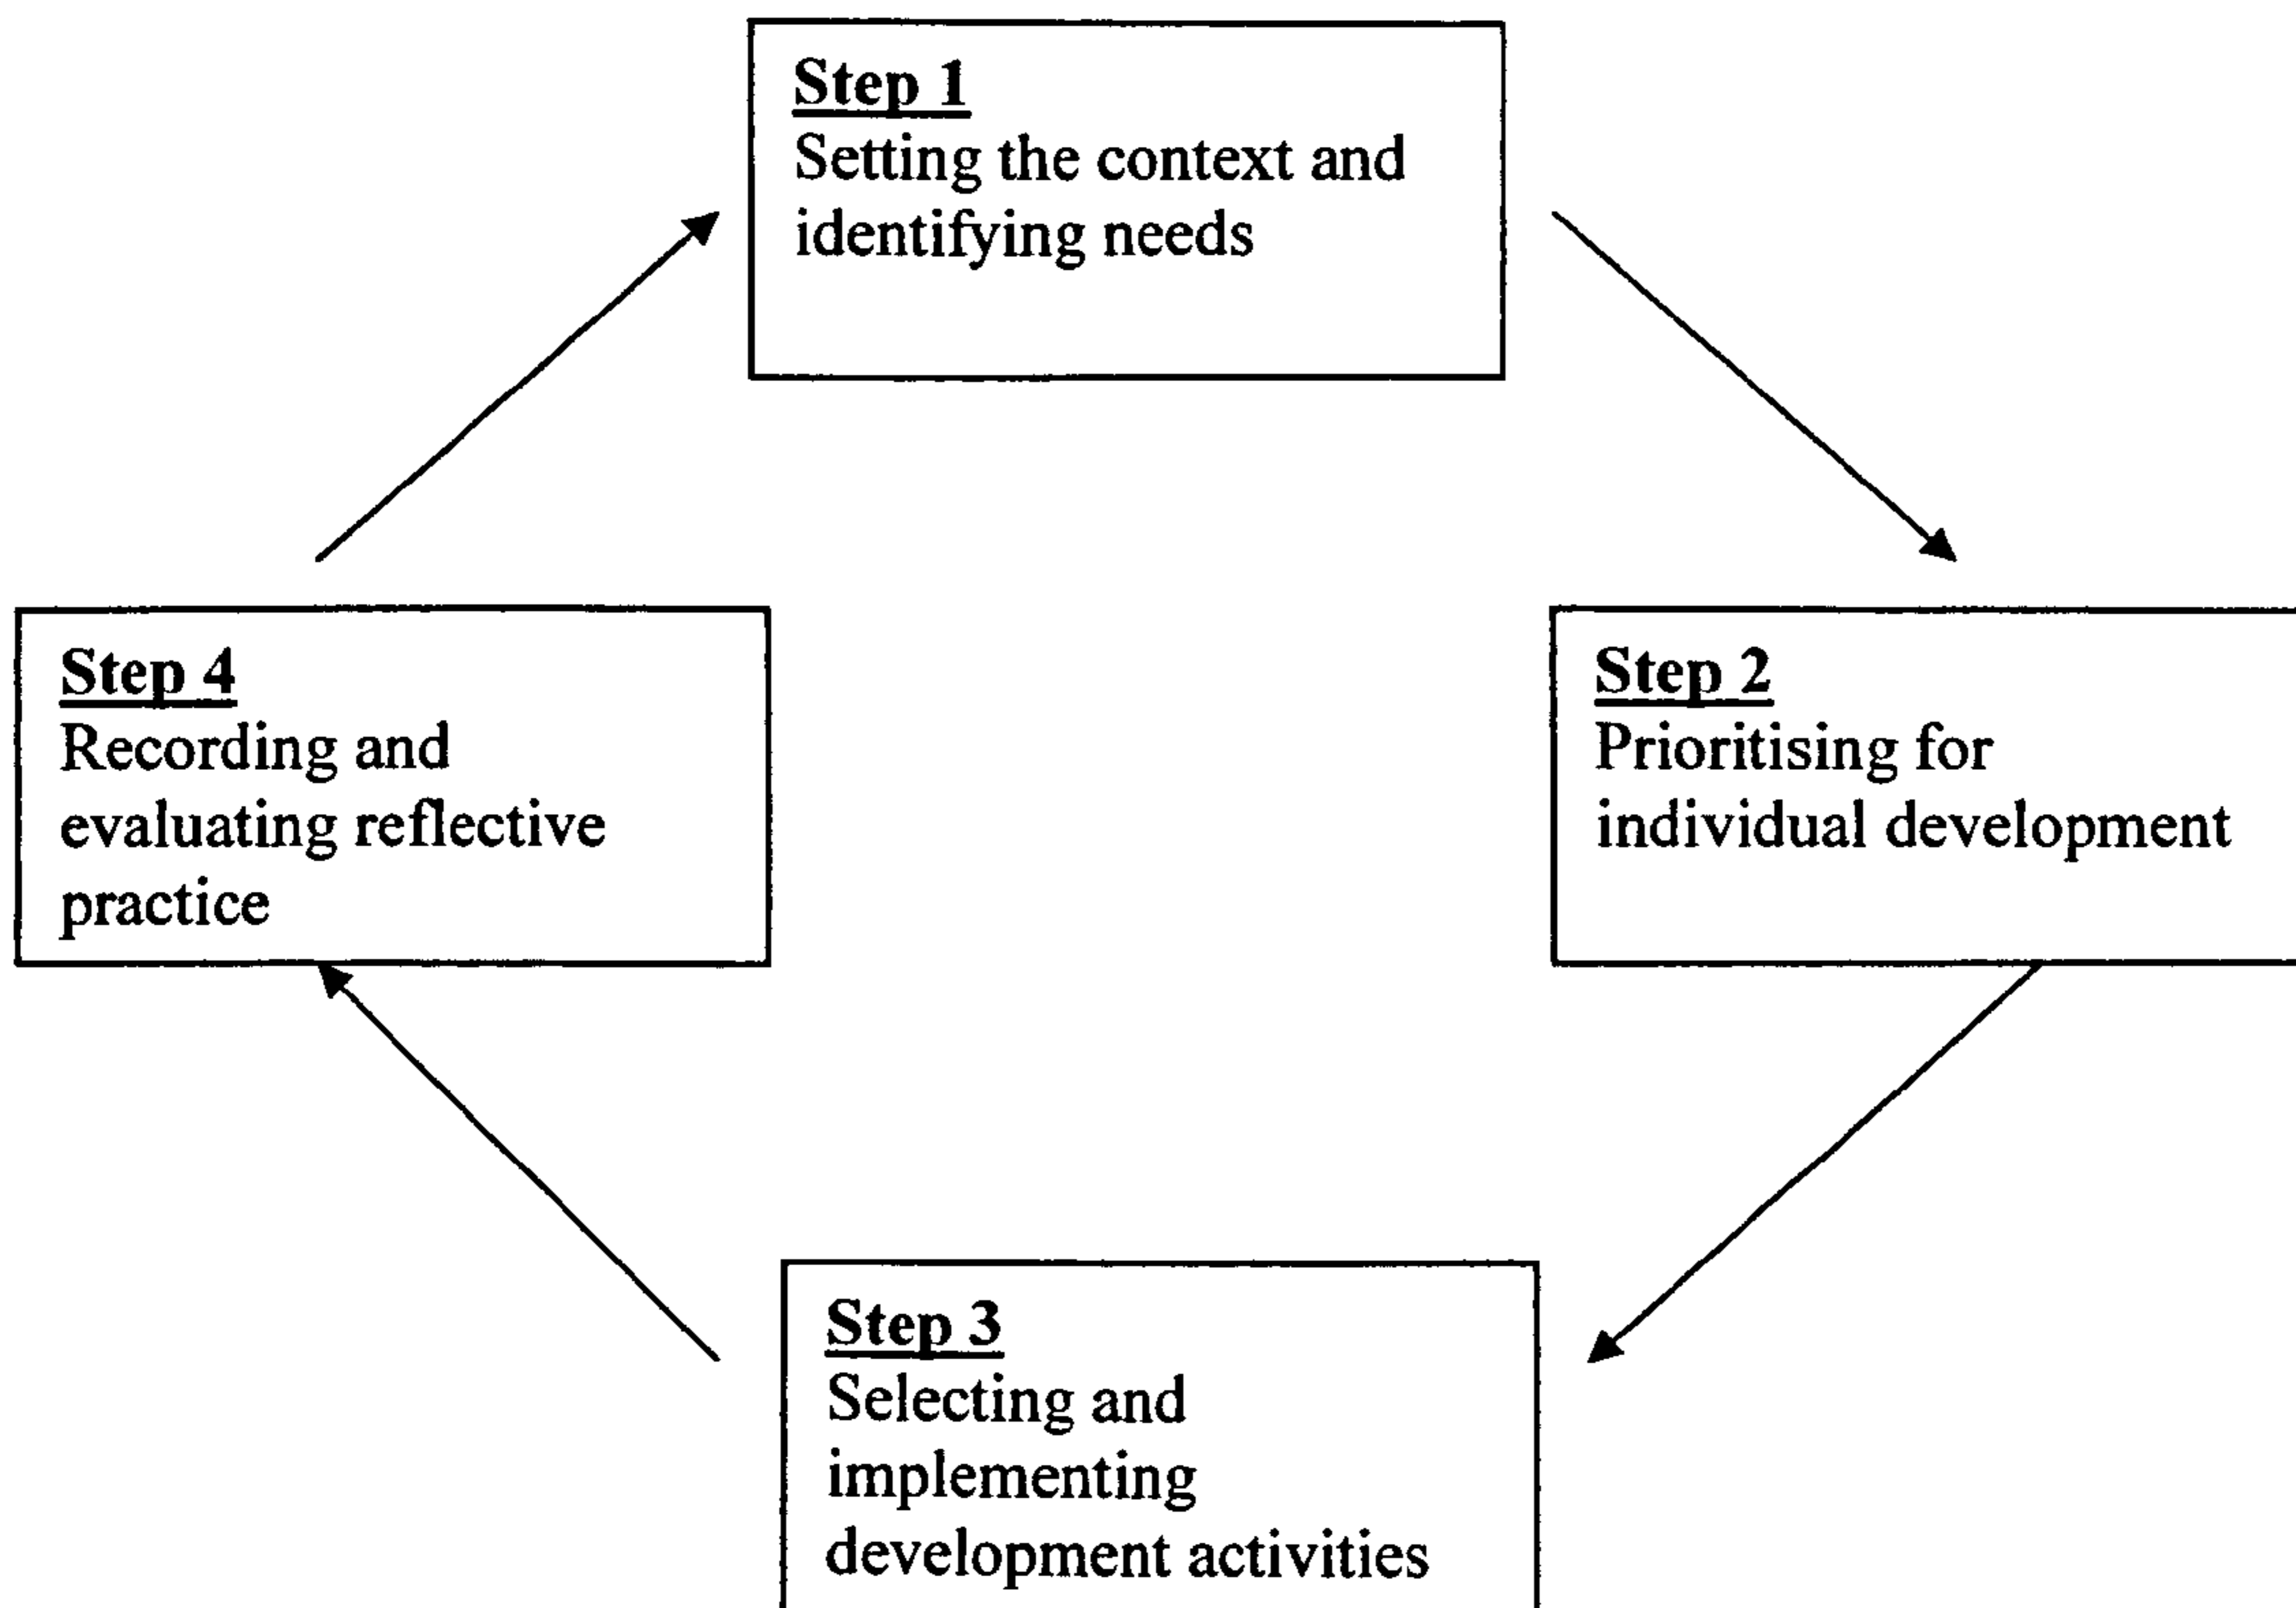 Step 1
Setting the context and
identifying needs
Step 4
Recording and
evaluating reflective
practice
Step 2
Prioritising for
individual development
Step 3
Selecting and
implementing
development activities